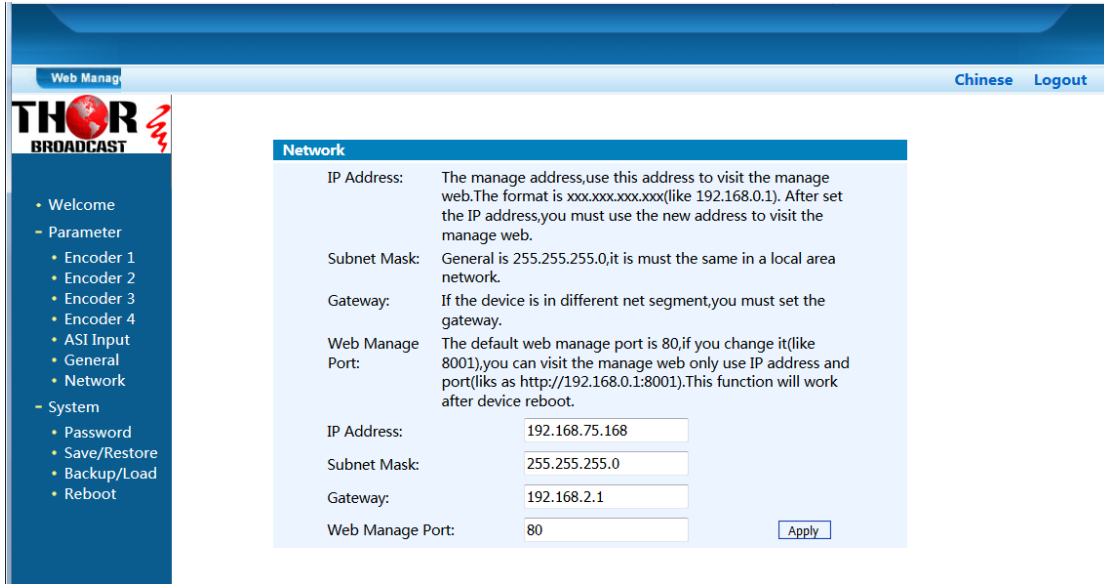 Web Manage
Chinese Logout
THOR
BROADCAST
• Welcome
- Parameter
• Encoder 1
• Encoder 2
• Encoder 3
• Encoder 4
• ASI Input
• General
• Network
- System
• Password
• Save/Restore
• Backup/Load
• Reboot
Network
IP Address: The manage address,use this address to visit the manage
web.The format is xxx.xxx.xxx.xxx(like 192.168.0.1). After set
the IP address,you must use the new address to visit the
manage web.
Subnet Mask: General is 255.255.255.0,it is must the same in a local area
network.
Gateway: If the device is in different net segment,you must set the
gateway.
Web Manage The default web manage port is 80,if you change it(like
Port: 8001),you can visit the manage web only use IP address and
port(liks as http://192.168.0.1:8001).This function will work
after device reboot.
IP Address: 192.168.75.168
Subnet Mask: 255.255.255.0
Gateway: 192.168.2.1
Web Manage Port: 80 Apply